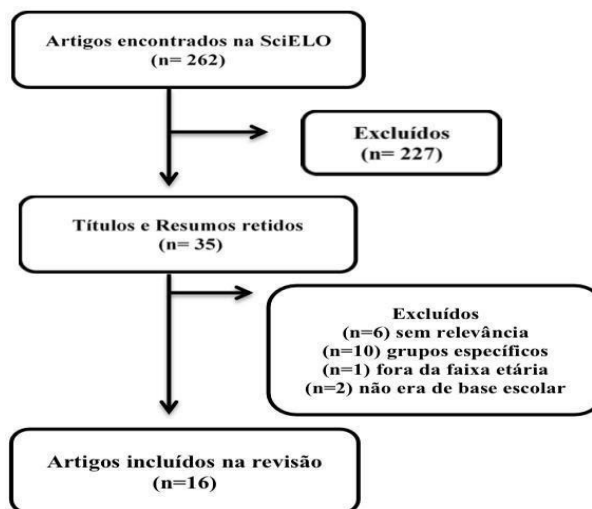 Artigos encontrados na SciELO
(n= 262)
Excluídos
(n= 227)
Títulos e Resumos retidos
(n= 35)
Excluídos
(n=6) sem relevância
(n=10) grupos específicos
(n=1) fora da faixa etária
(n=2) não era de base escolar
Artigos incluídos na revisão
(n=16)